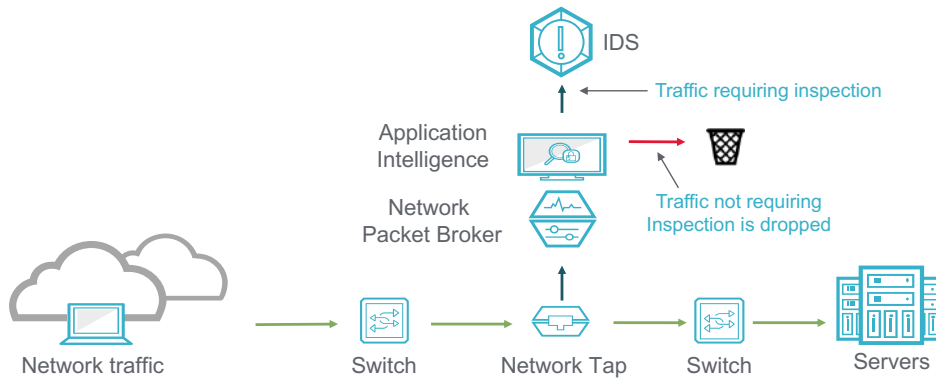 IDS
Traffic requiring inspection
Application
Intelligence
Traffic not requiring
Inspection is dropped
Network
Packet Broker
Network traffic
Switch
Network Tap
Switch
Servers